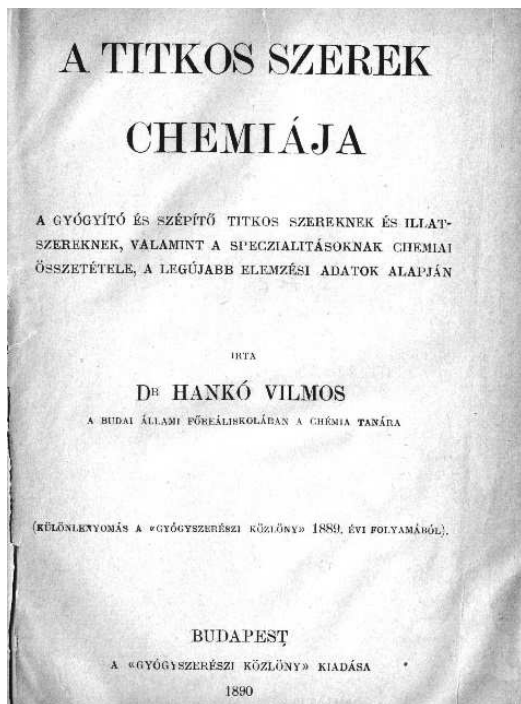 A TITKOS SZEREK
CHEMIÁJA
A GYÓGYÍTÓ ÉS SZÉPÍTŐ TITKOS SZEREKNEK ÉS ILLAT-
SZEREKNEK, VALAMINT A SPECZIALITÁSOKNAK CHEMIAI
ÖSSZETÉTELE, A LEGÚJABB ELEMZÉSI ADATOK ALAPJÁN
IRTA
DR HANKÓ VILMOS
A BUDAI ÁLLAMI FŐREÁLISKOLÁBAN A CHÉMIA TANÁRA
(KÜLÖNLENYOMÁS A «GYÓGYSZERÉSZI KÖZLÖNY» 1889. ÉVI FOLYAMÁBÓL).
BUDAPEST
A «GYÓGYSZERÉSZI KÖZLÖNY» KIADÁSA
1890